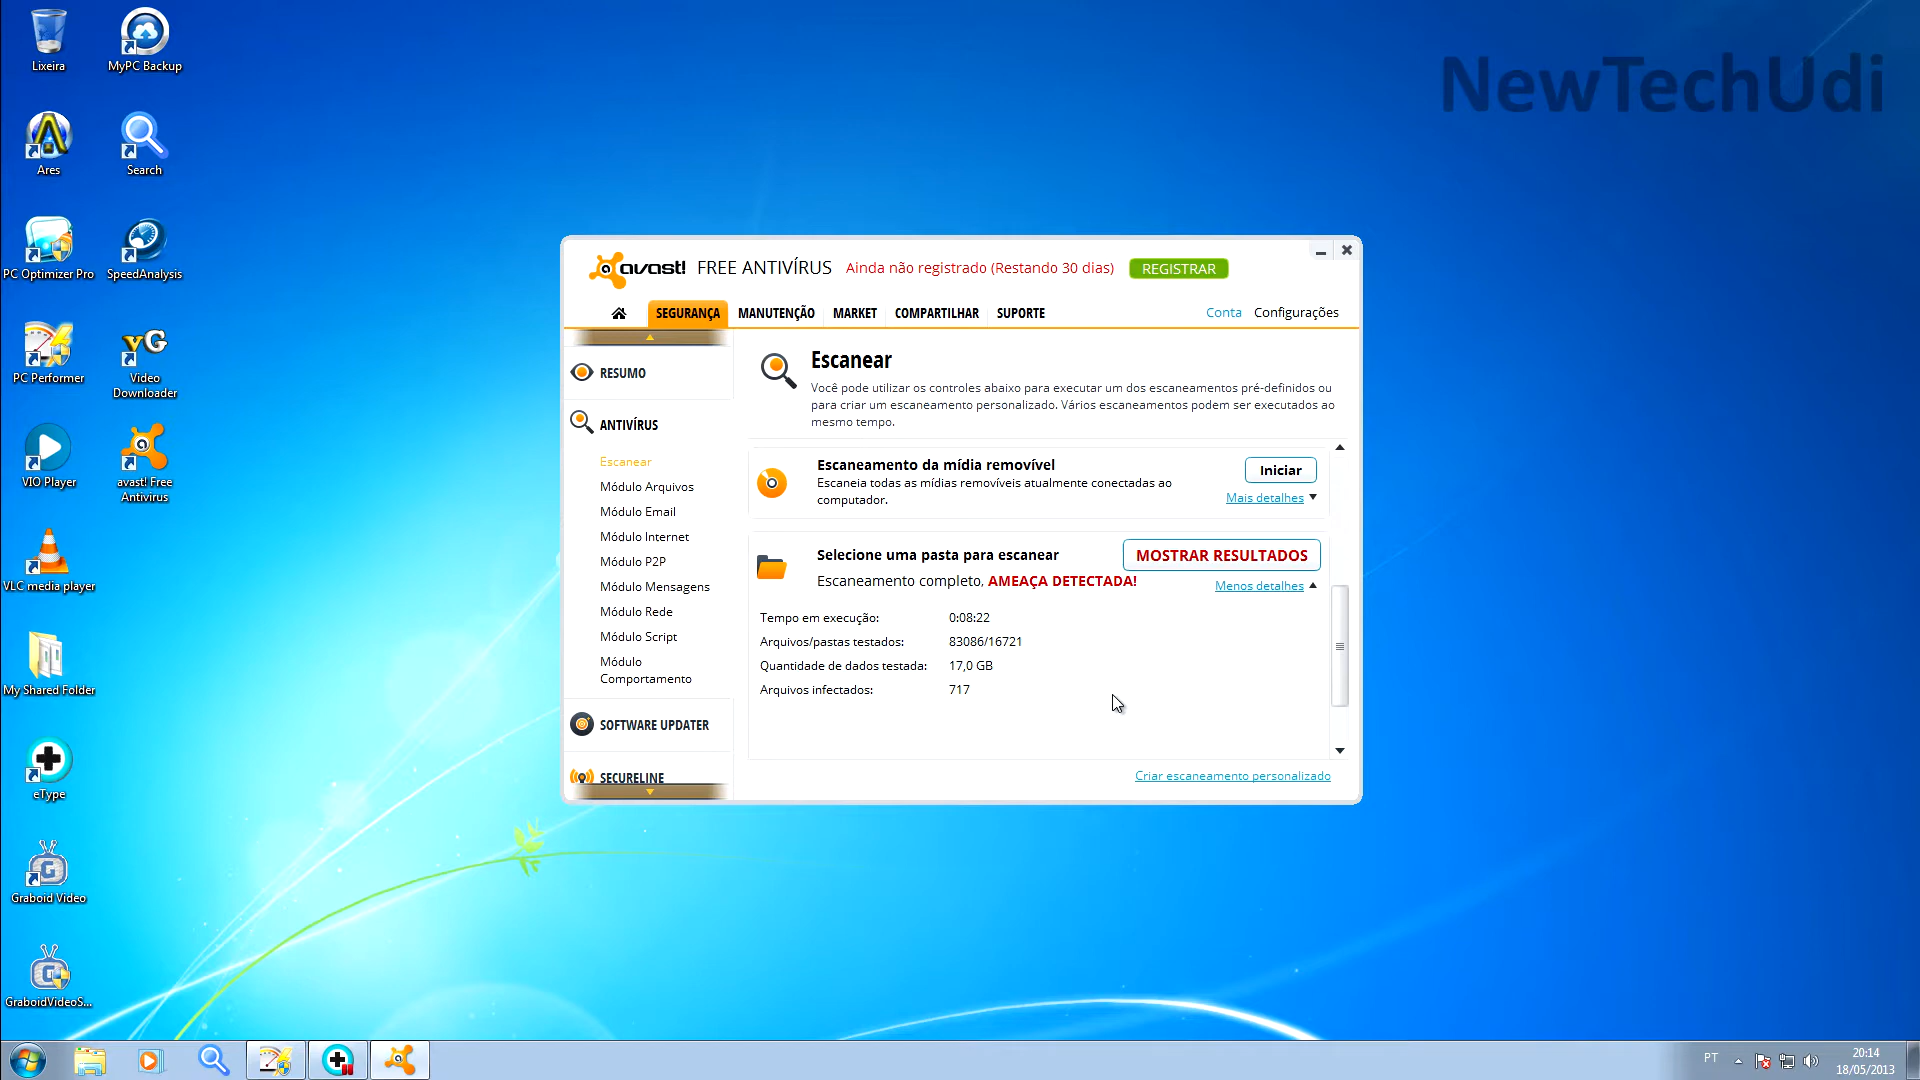 Lixeira
MyPC Backup
NewTechUdi
Ares
Search
PC Optimizer Pro
SpeedAnalysis
PC Performer
Video
Downloader
VIO Player
avast! Free
Antivirus
VLC media player
My Shared Folder
eType
Graboid Video
GraboidVideoS...
avast! FREE ANTIVÍRUS Ainda não registrado (Restando 30 dias) REGISTRAR
SEGURANÇA MANUTENÇÃO MARKET COMPARTILHAR SUPORTE Conta Configurações
RESUMO
ANTIVÍRUS
Escanear
Módulo Arquivos
Módulo Email
Módulo Internet
Módulo P2P
Módulo Mensagens
Módulo Rede
Módulo Script
Módulo
Comportamento
SOFTWARE UPDATER
SECURELINE
Escanear
Você pode utilizar os controles abaixo para executar um dos escaneamentos pré-definidos ou
para criar um escaneamento personalizado. Vários escaneamentos podem ser executados ao
mesmo tempo.
Escaneamento da mídia removível
Iniciar
Escaneia todas as mídias removíveis atualmente conectadas ao
computador.
Mais detalhes
Selecione uma pasta para escanear
MOSTRAR RESULTADOS
Escaneamento completo, AMEAÇA DETECTADA!
Menos detalhes
Tempo em execução: 0:08:22
Arquivos/pastas testados: 83086/16721
Quantidade de dados testada: 17,0 GB
Arquivos infectados: 717
Criar escaneamento personalizado
PT
20:14
18/05/2013